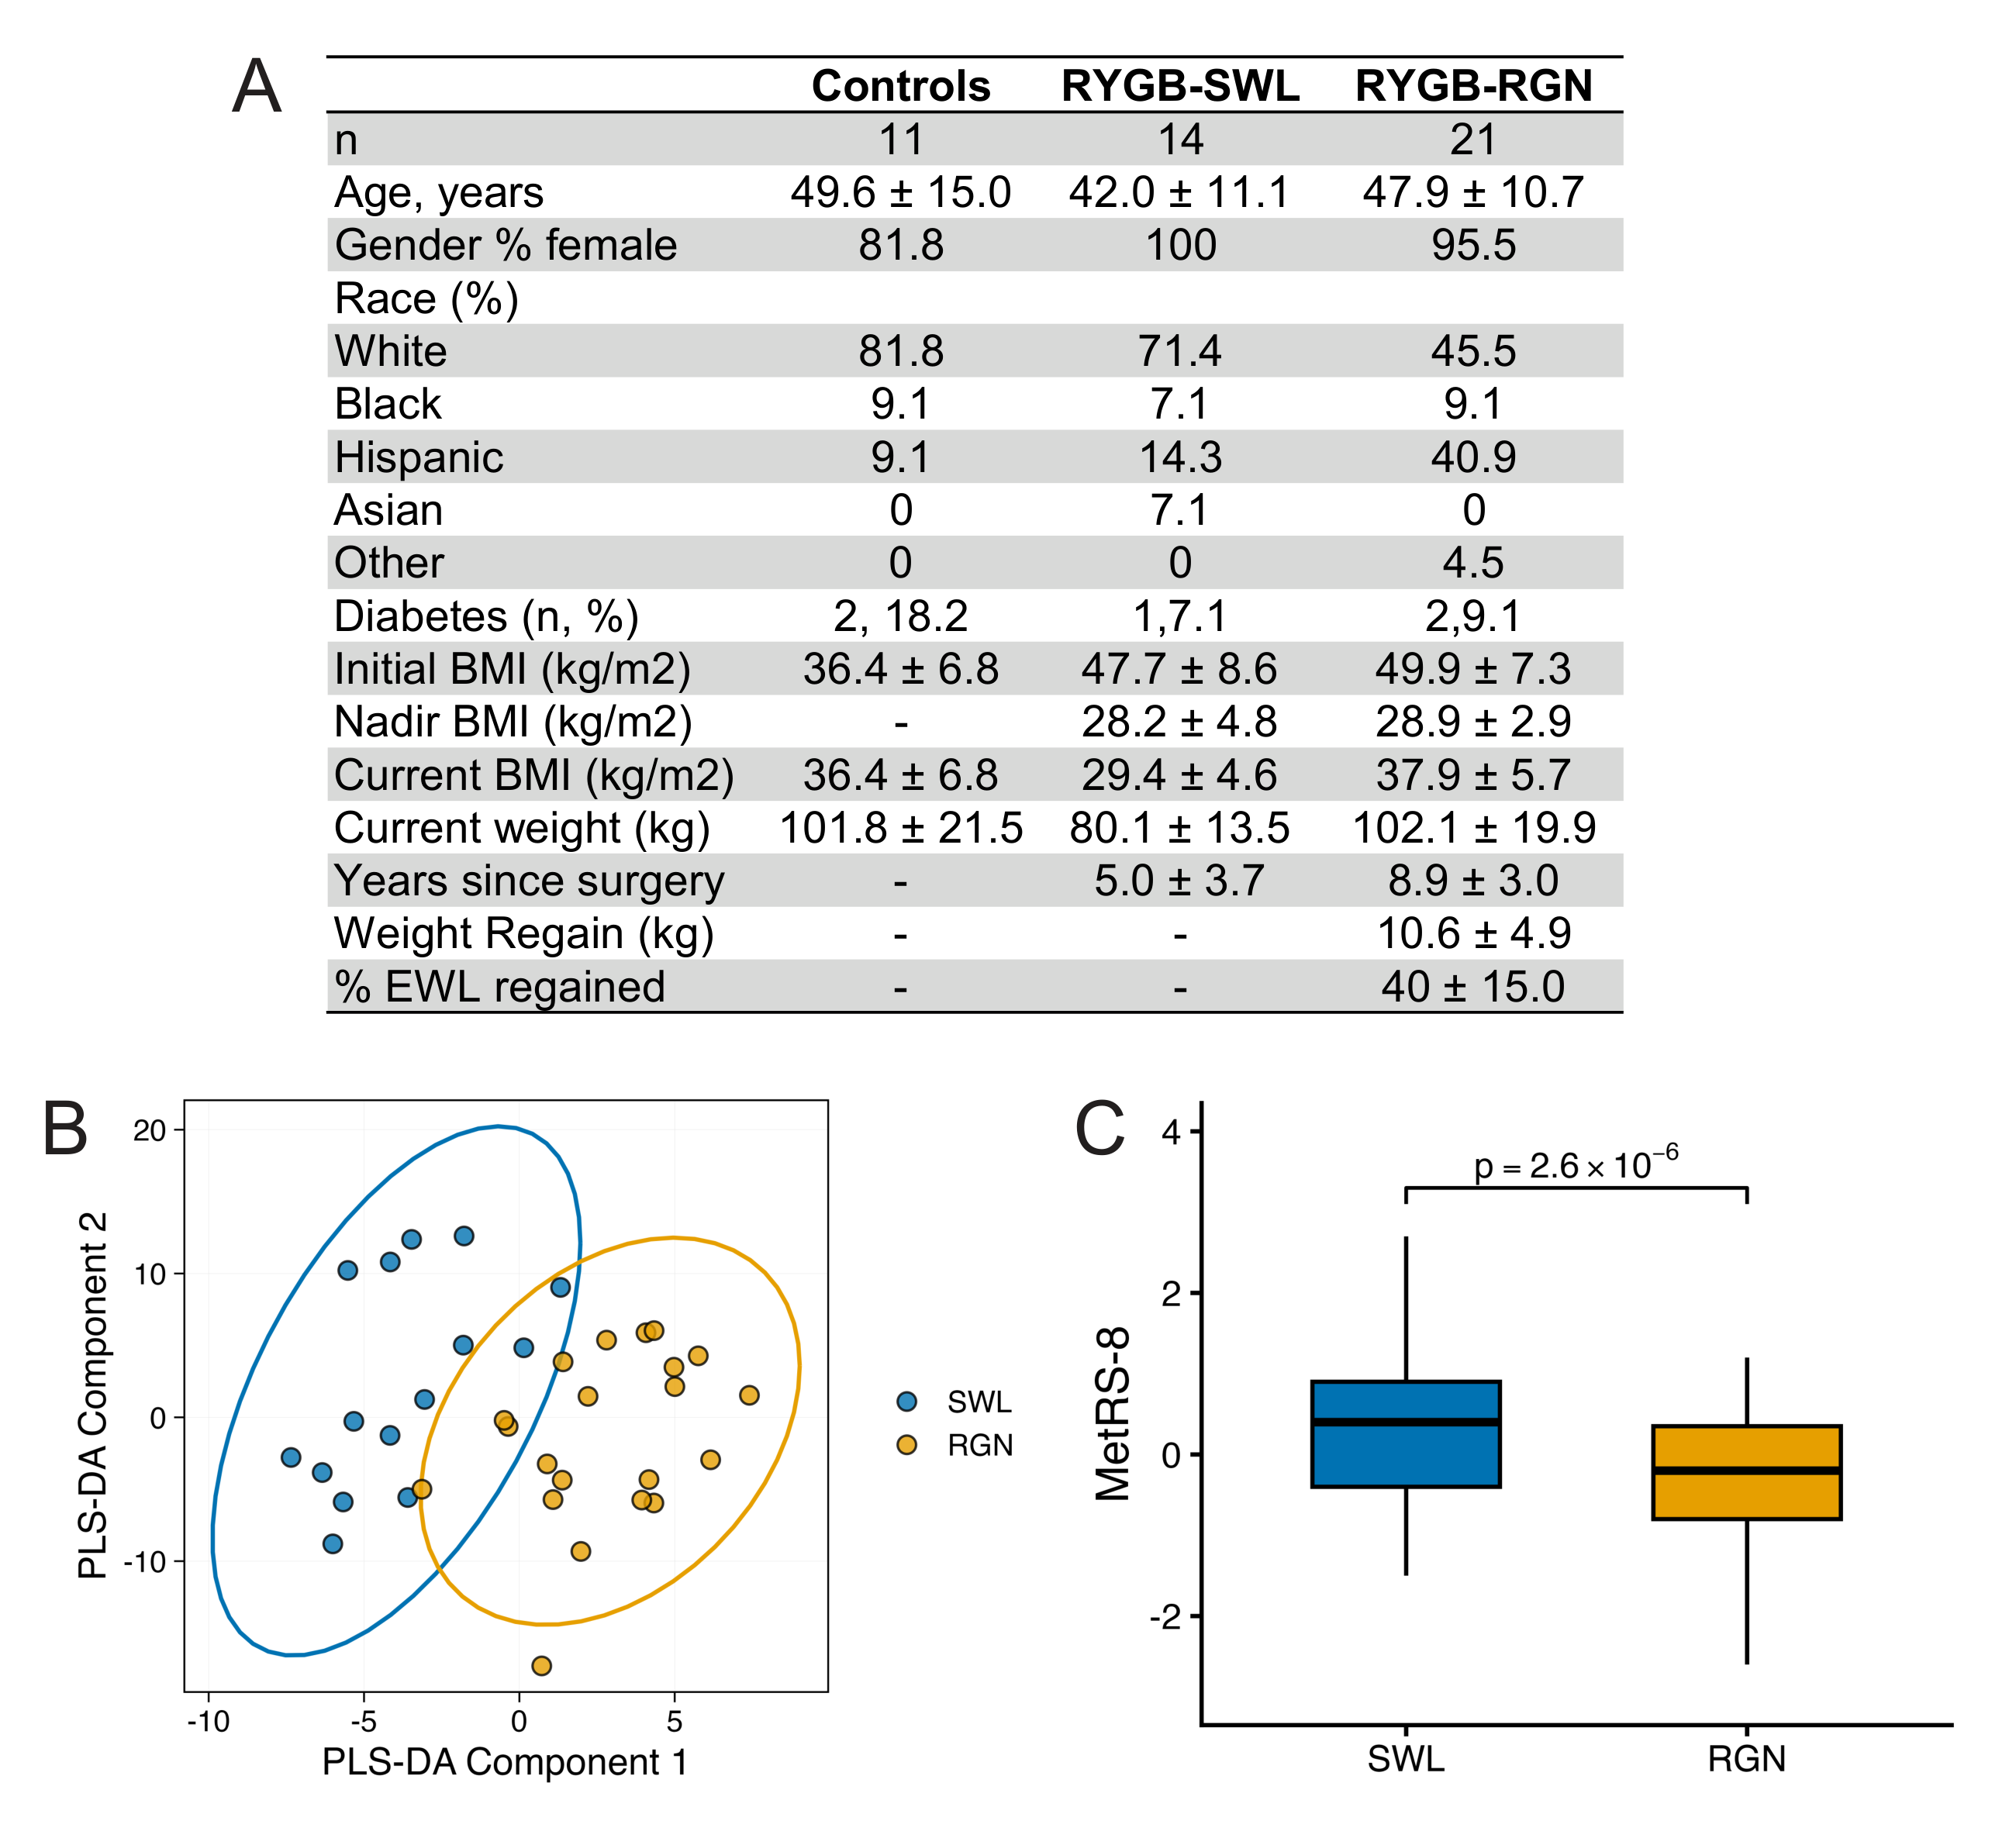 A
Controls RYGB-SWL RYGB-RGN
n 11 14 21
Age, years 49.6 ± 15.0 42.0 ± 11.1 47.9 ± 10.7
Gender % female 81.8 100 95.5
Race (%)
White 81.8 71.4 45.5
Black 9.1 7.1 9.1
Hispanic 9.1 14.3 40.9
Asian 0 7.1 0
Other 0 0 4.5
Diabetes (n, %) 2, 18.2 1,7.1 2,9.1
Initial BMI (kg/m2) 36.4 ± 6.8 47.7 ± 8.6 49.9 ± 7.3
Nadir BMI (kg/m2) - 28.2 ± 4.8 28.9 ± 2.9
Current BMI (kg/m2) 36.4 ± 6.8 29.4 ± 4.6 37.9 ± 5.7
Current weight (kg) 101.8 ± 21.5 80.1 ± 13.5 102.1 ± 19.9
Years since surgery - 5.0 ± 3.7 8.9 ± 3.0
Weight Regain (kg) - - 10.6 ± 4.9
% EWL regained - - 40 ± 15.0
B
PLS-DA Component 2
20
10
0
-10
-10 -5 0 5
PLS-DA Component 1
SWL
RGN
C
MetRS-8
4
2
0
-2
p = 2.6 × 10⁻⁶
SWL RGN